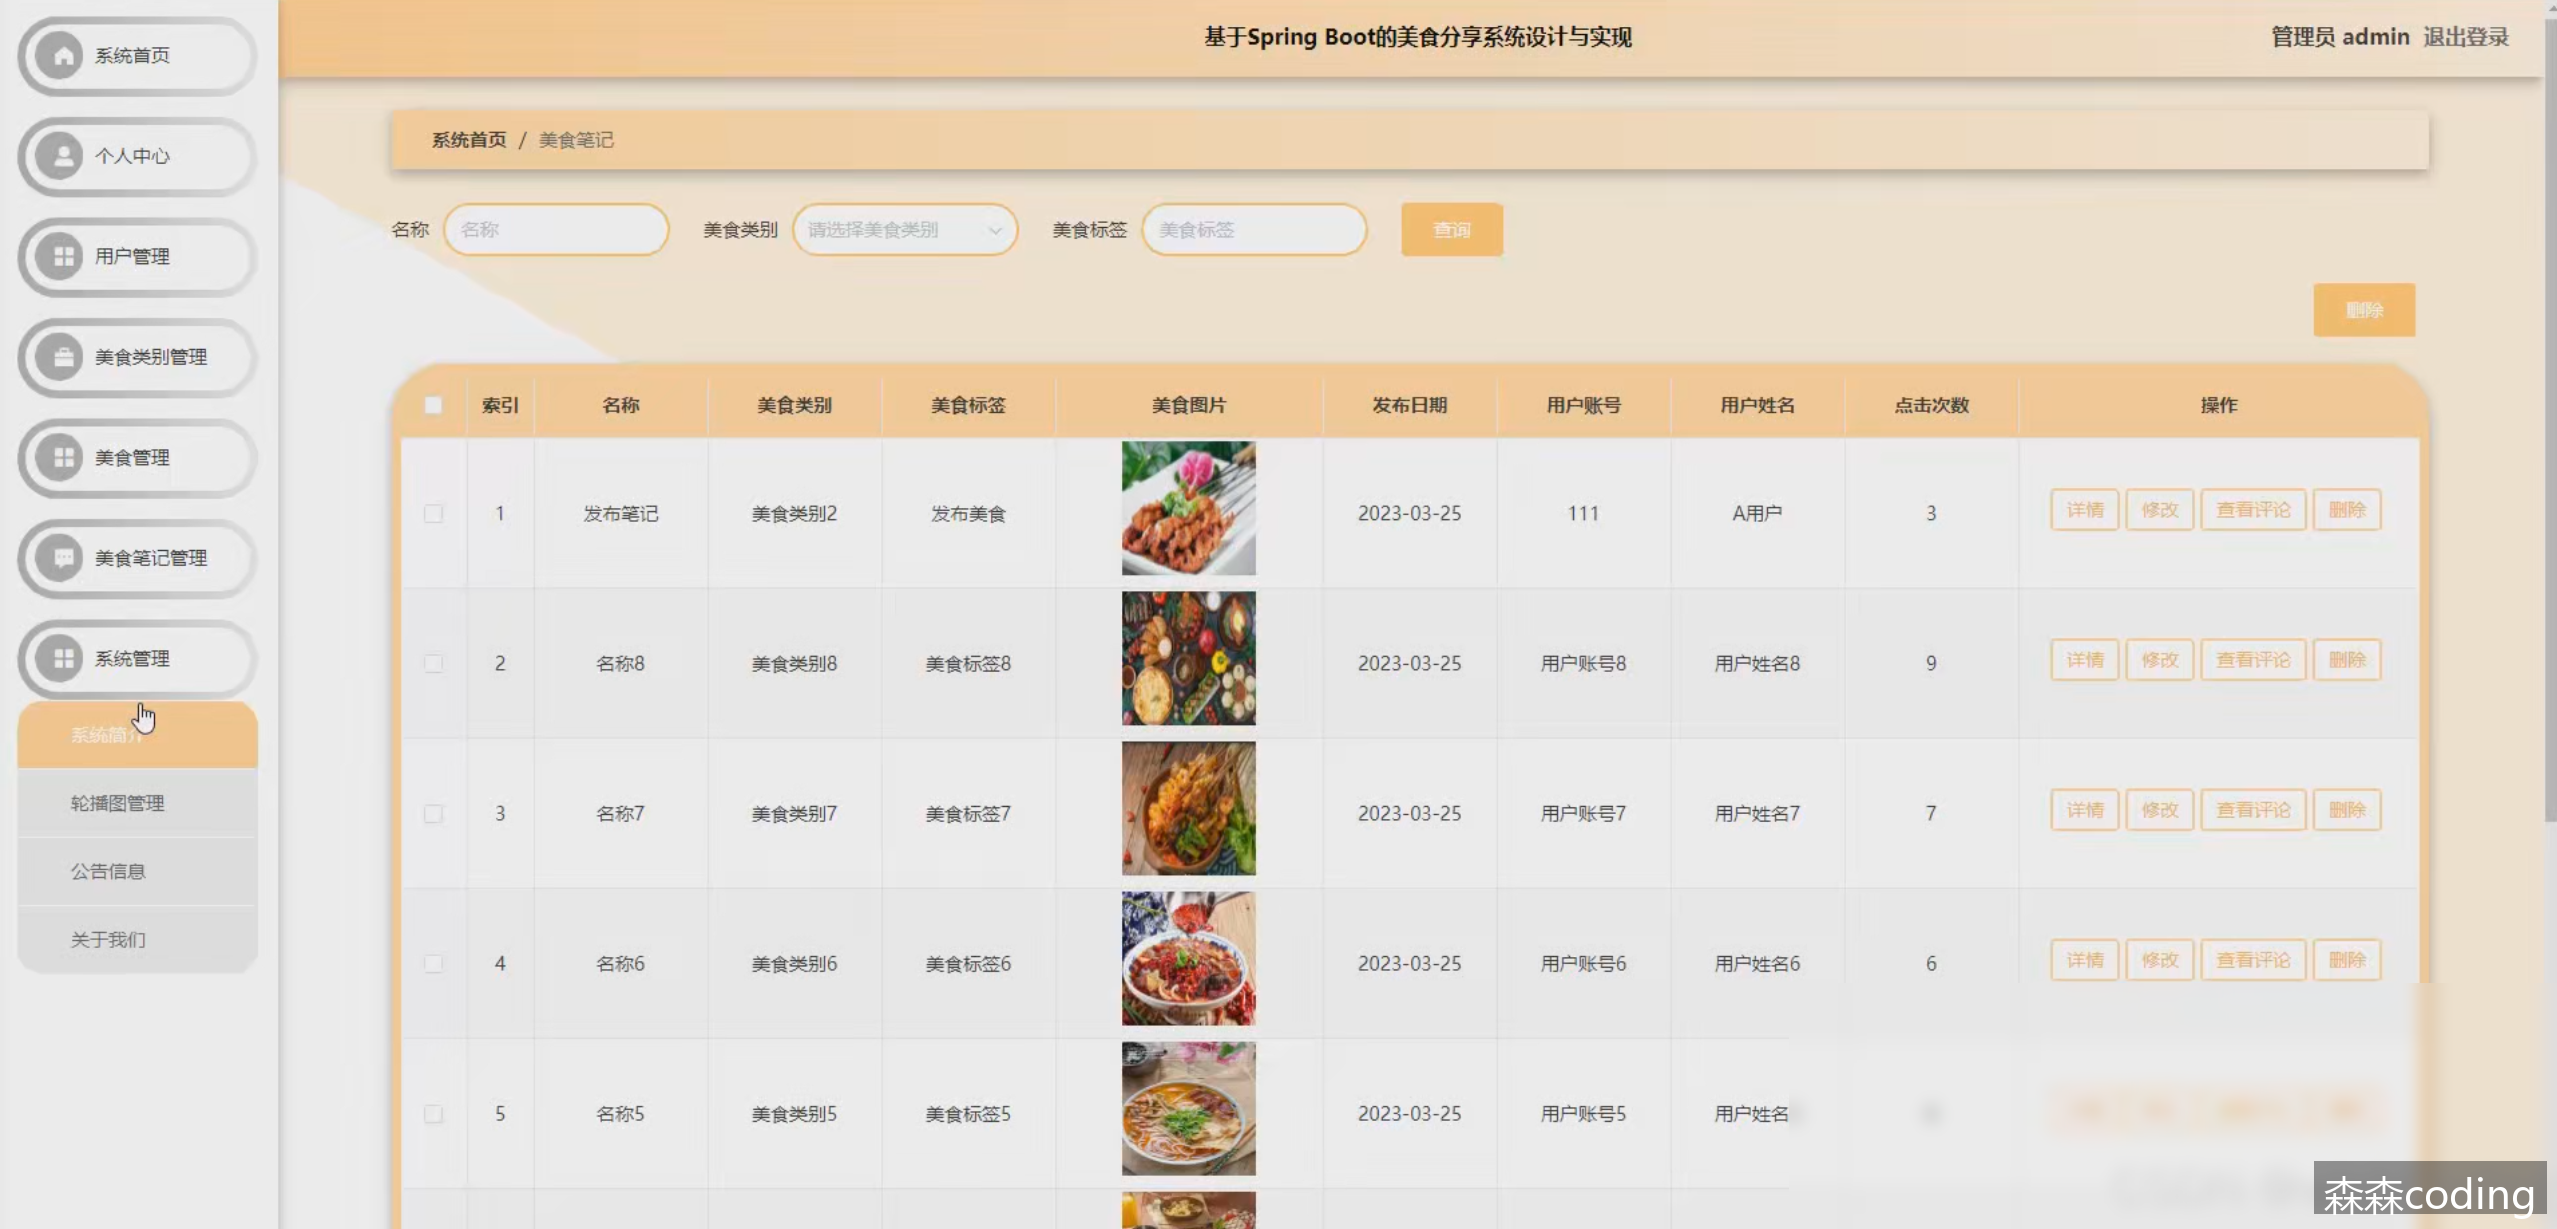 系统首页
个人中心
用户管理
美食类别管理
美食管理
美食笔记管理
系统管理
系统简介
轮播图管理
公告信息
关于我们
基于Spring Boot的美食分享系统设计与实现
管理员 admin 退出登录
系统首页 / 美食笔记
名称 名称 美食类别 请选择美食类别 美食标签 美食标签 查询
删除
索引 名称 美食类别 美食标签 美食图片 发布日期 用户账号 用户姓名 点击次数 操作
1 发布笔记 美食类别2 发布美食 2023-03-25 111 A用户 3 详情 修改 查看评论 删除
2 名称8 美食类别8 美食标签8 2023-03-25 用户账号8 用户姓名8 9 详情 修改 查看评论 删除
3 名称7 美食类别7 美食标签7 2023-03-25 用户账号7 用户姓名7 7 详情 修改 查看评论 删除
4 名称6 美食类别6 美食标签6 2023-03-25 用户账号6 用户姓名6 6 详情 修改 查看评论 删除
5 名称5 美食类别5 美食标签5 2023-03-25 用户账号5 用户姓名
森森coding